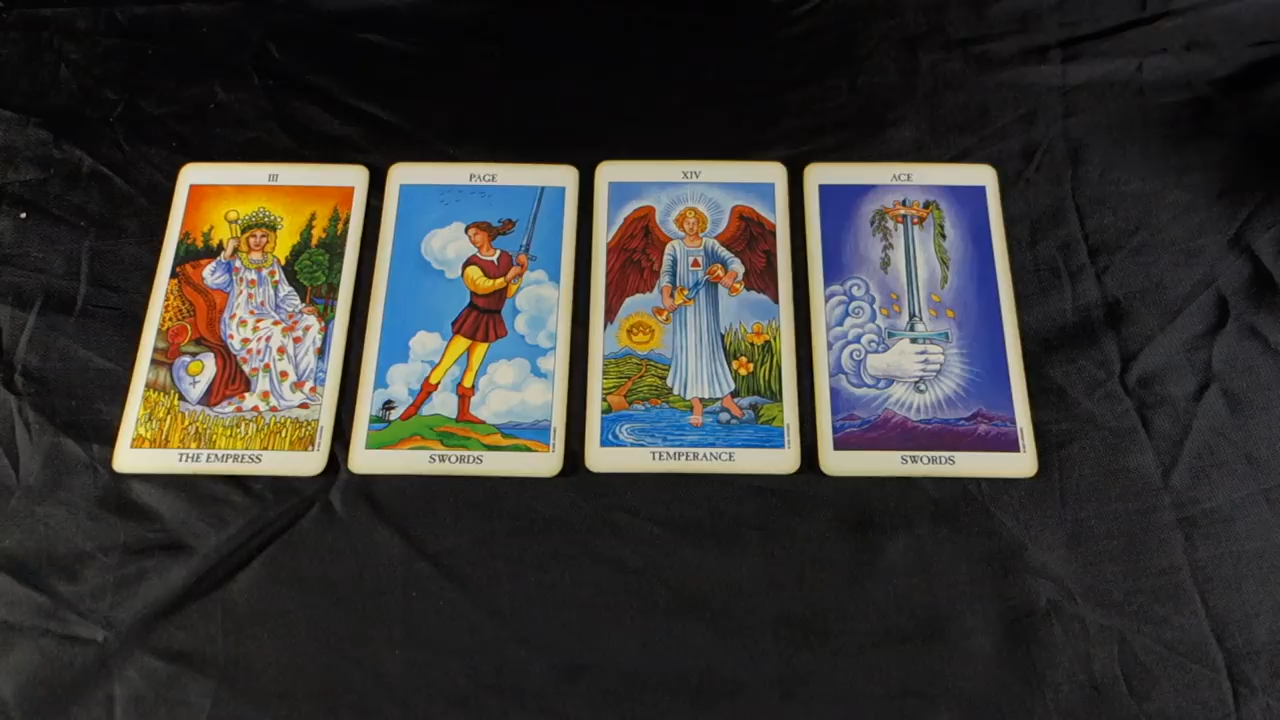 III
THE EMPRESS
PAGE
SWORDS
XIV
TEMPERANCE
ACE
SWORDS